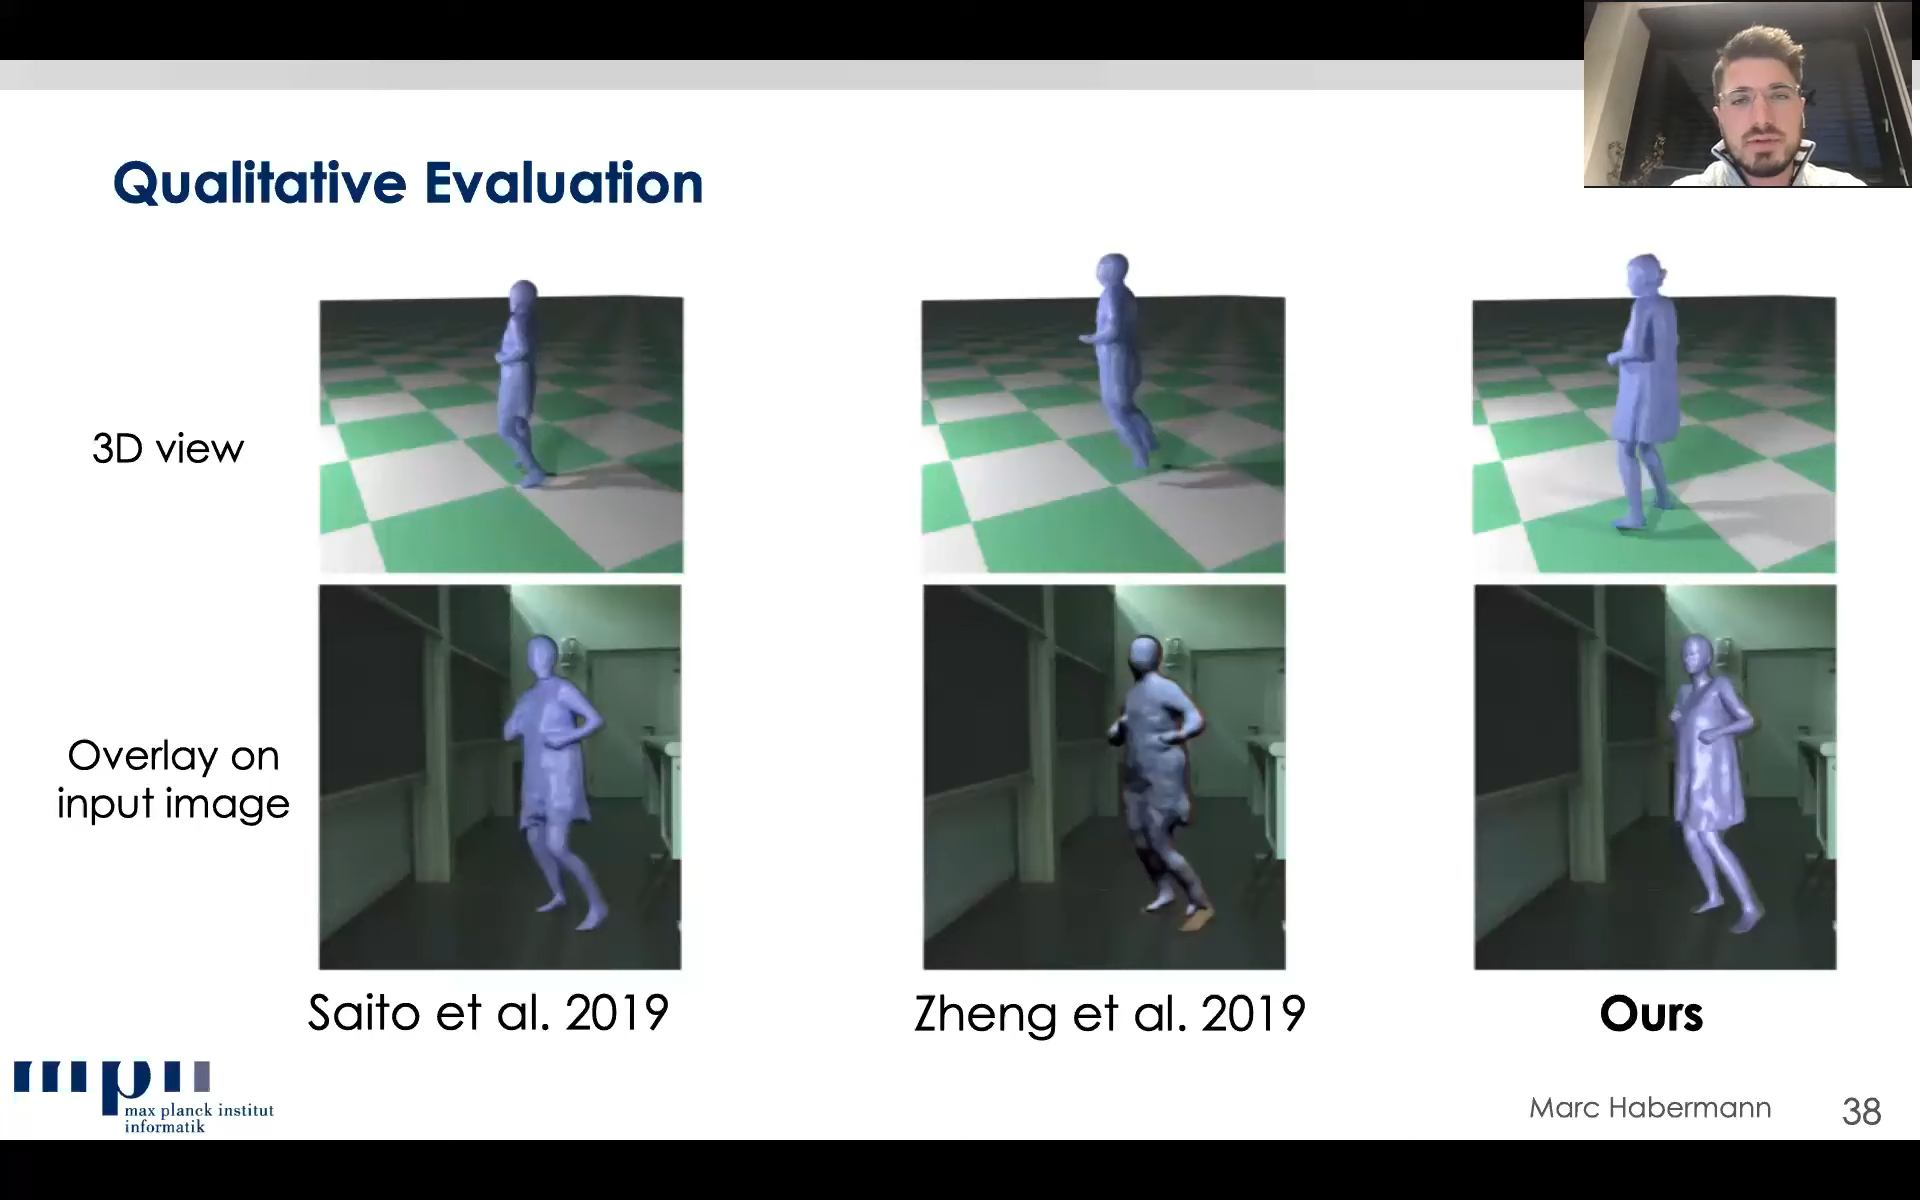 Qualitative Evaluation
3D view
Overlay on
input image
Saito et al. 2019
Zheng et al. 2019
Ours
mpii
max planck institut
informatik
Marc Habermann
38